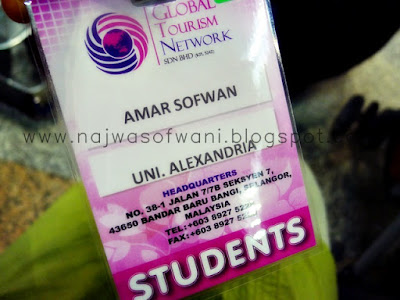 GLOBAL
TOURISM
NETWORK
SDN BHD
AMAR SOFWAN
www.najwasofwani.blogspot.
UNI. ALEXANDRIA
HEADQUARTERS
NO. 38-1 JALAN 7/7B SEKSYEN 7,
43650 BANDAR BARU BANGI, SELANGOR,
MALAYSIA
TEL:+603 8927
FAX:+603 8927
STUDENTS